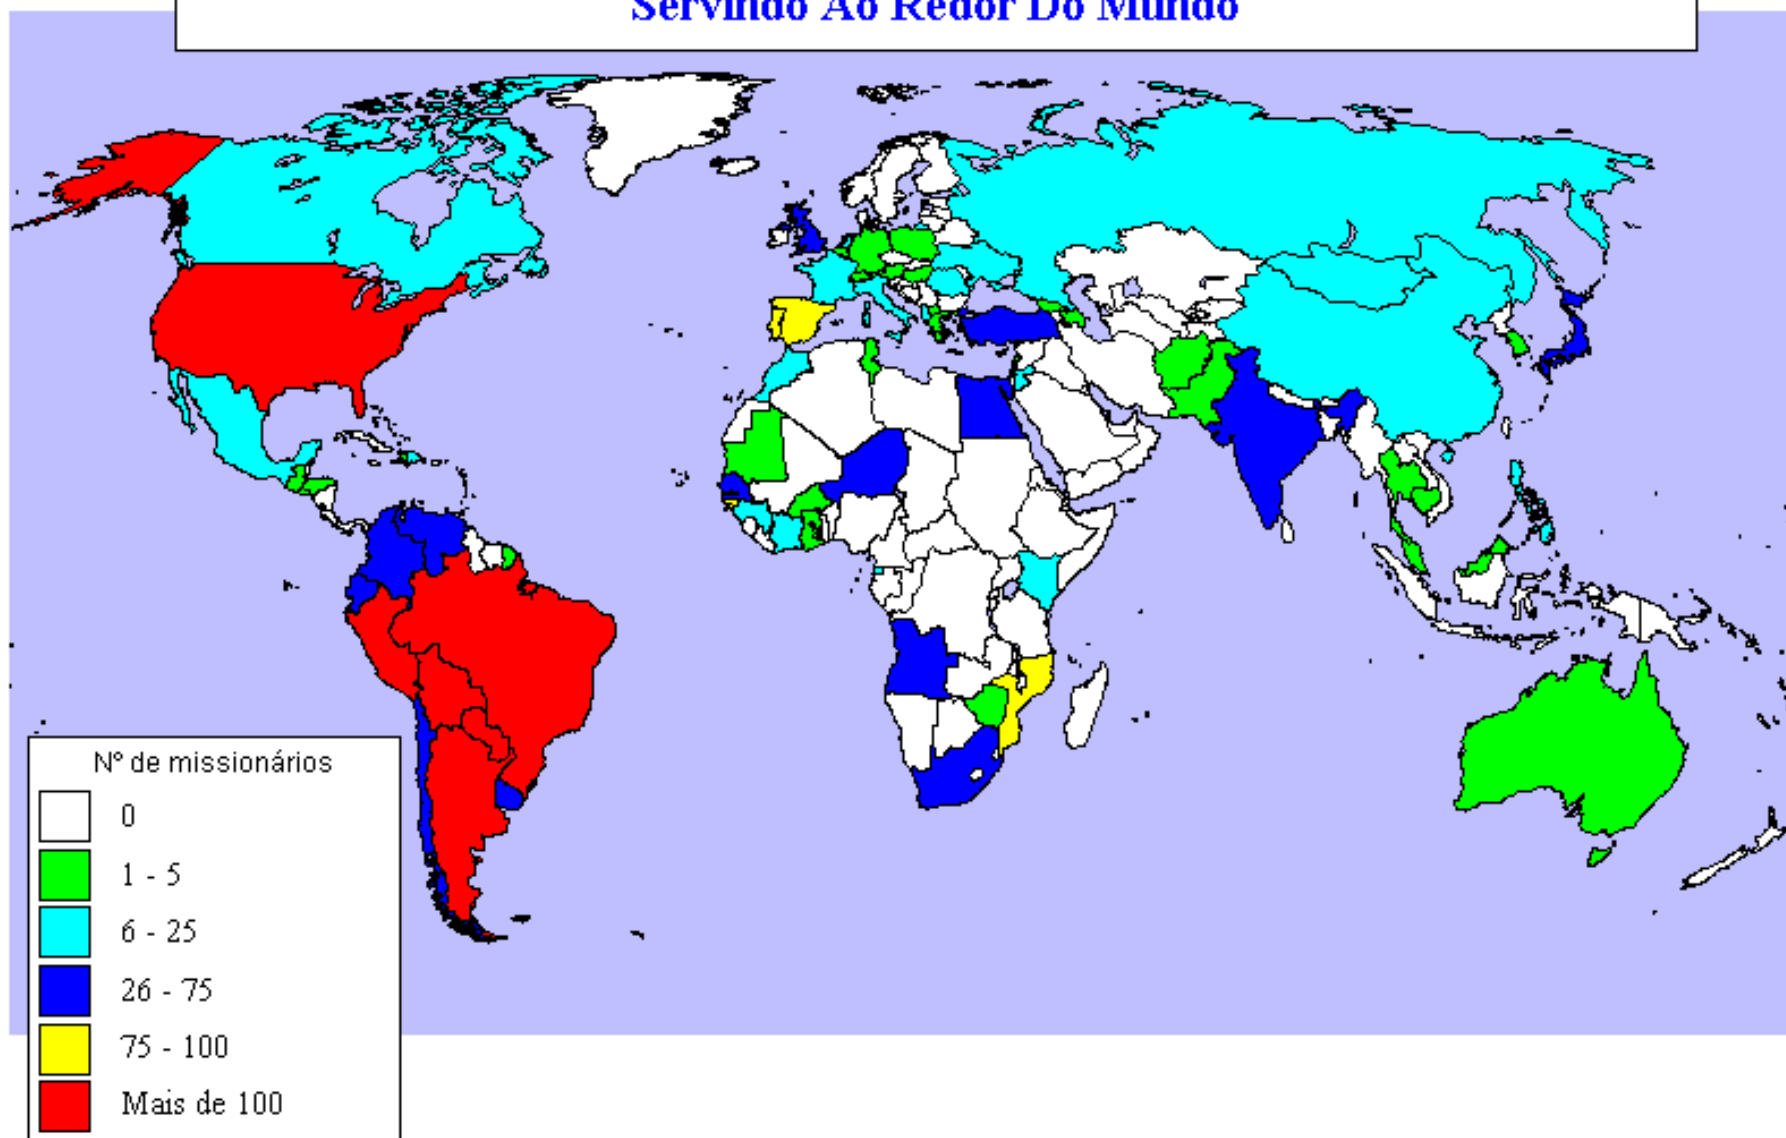 Servindo Ao Redor Do Mundo
Nº de missionários
0
1 - 5
6 - 25
26 - 75
75 - 100
Mais de 100